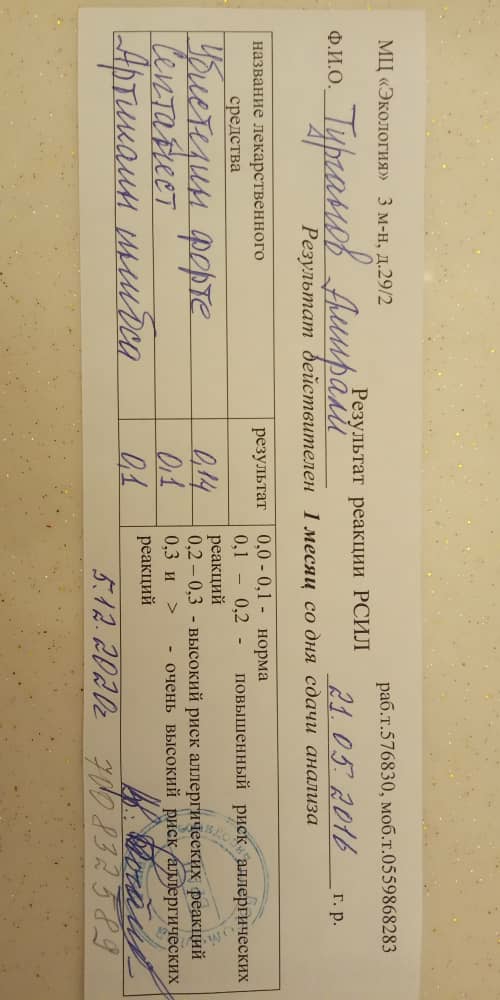 МЦ «Экология» 3 м-н, д.29/2 раб.т.576830, моб.т.0559868283
Результат реакции РСИЛ
Ф.И.О. Турганов Амирали 21.05.2016 г. р.
Результат действителен 1 месяц со дня сдачи анализа
название лекарственного средства
результат
Убистезин форте 0,14
Септанест 0,1
Артикаин инибса 0,1
0,0 - 0,1 - норма
0,1 – 0,2 - повышенный риск аллергических
реакций
0,2 – 0,3 - высокий риск аллергических реакций
0,3 и > - очень высокий риск аллергических
реакций
5.12.2020г